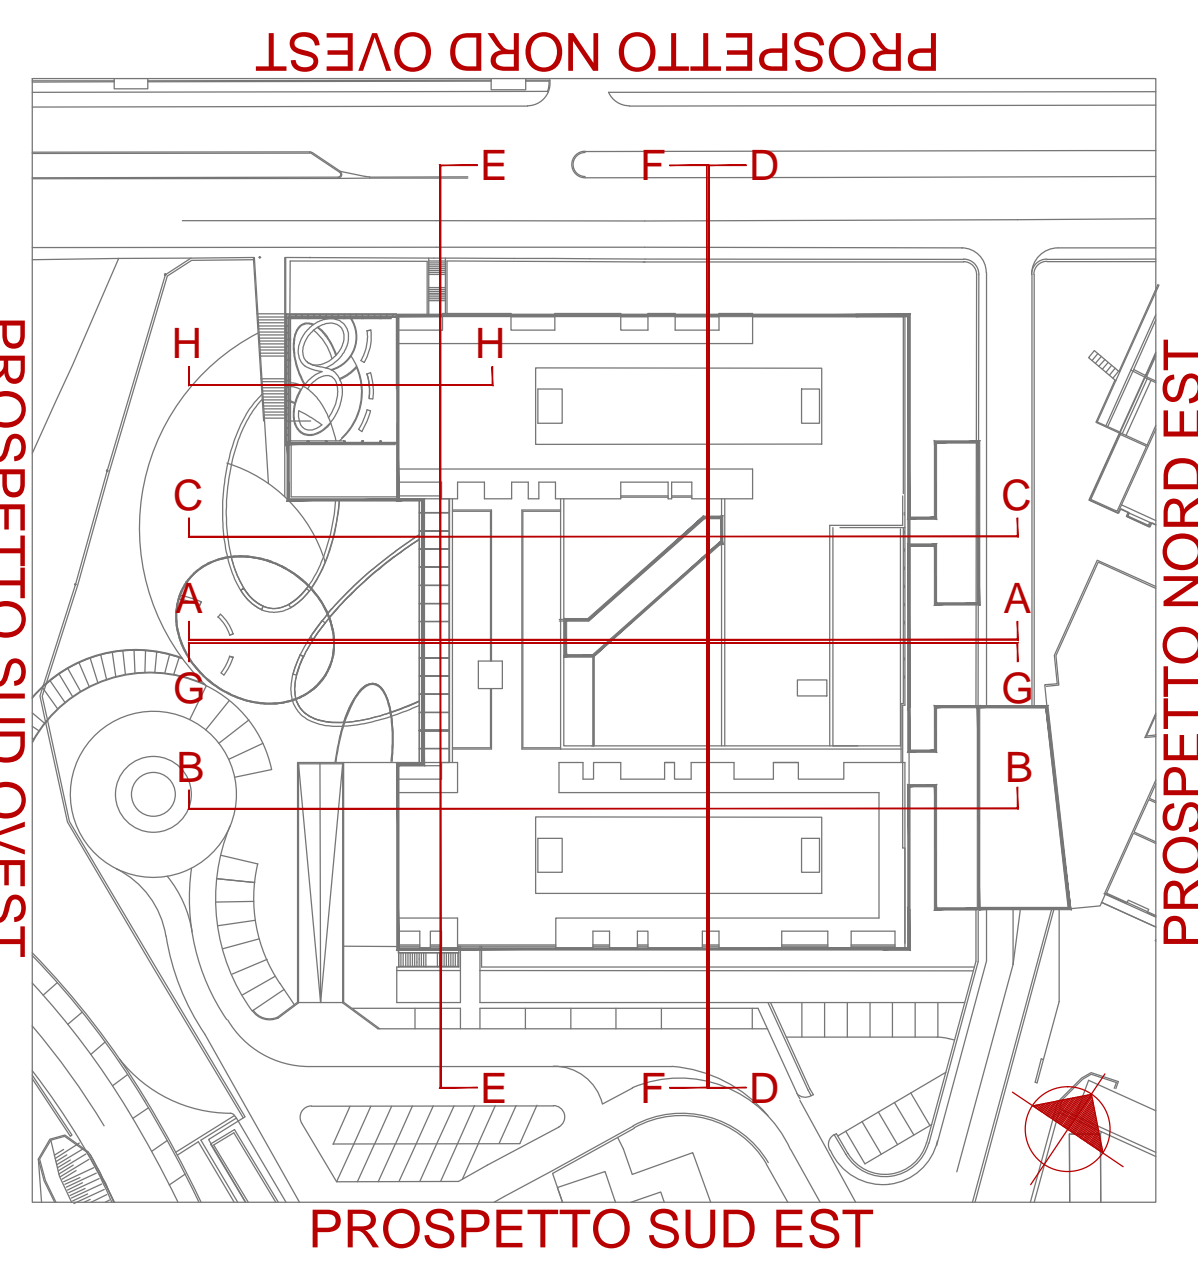 PROSPETTO NORD OVEST
E F D
H H
C C
A A
G G
B B
E F D
PROSPETTO SUD OVEST
PROSPETTO NORD EST
PROSPETTO SUD EST